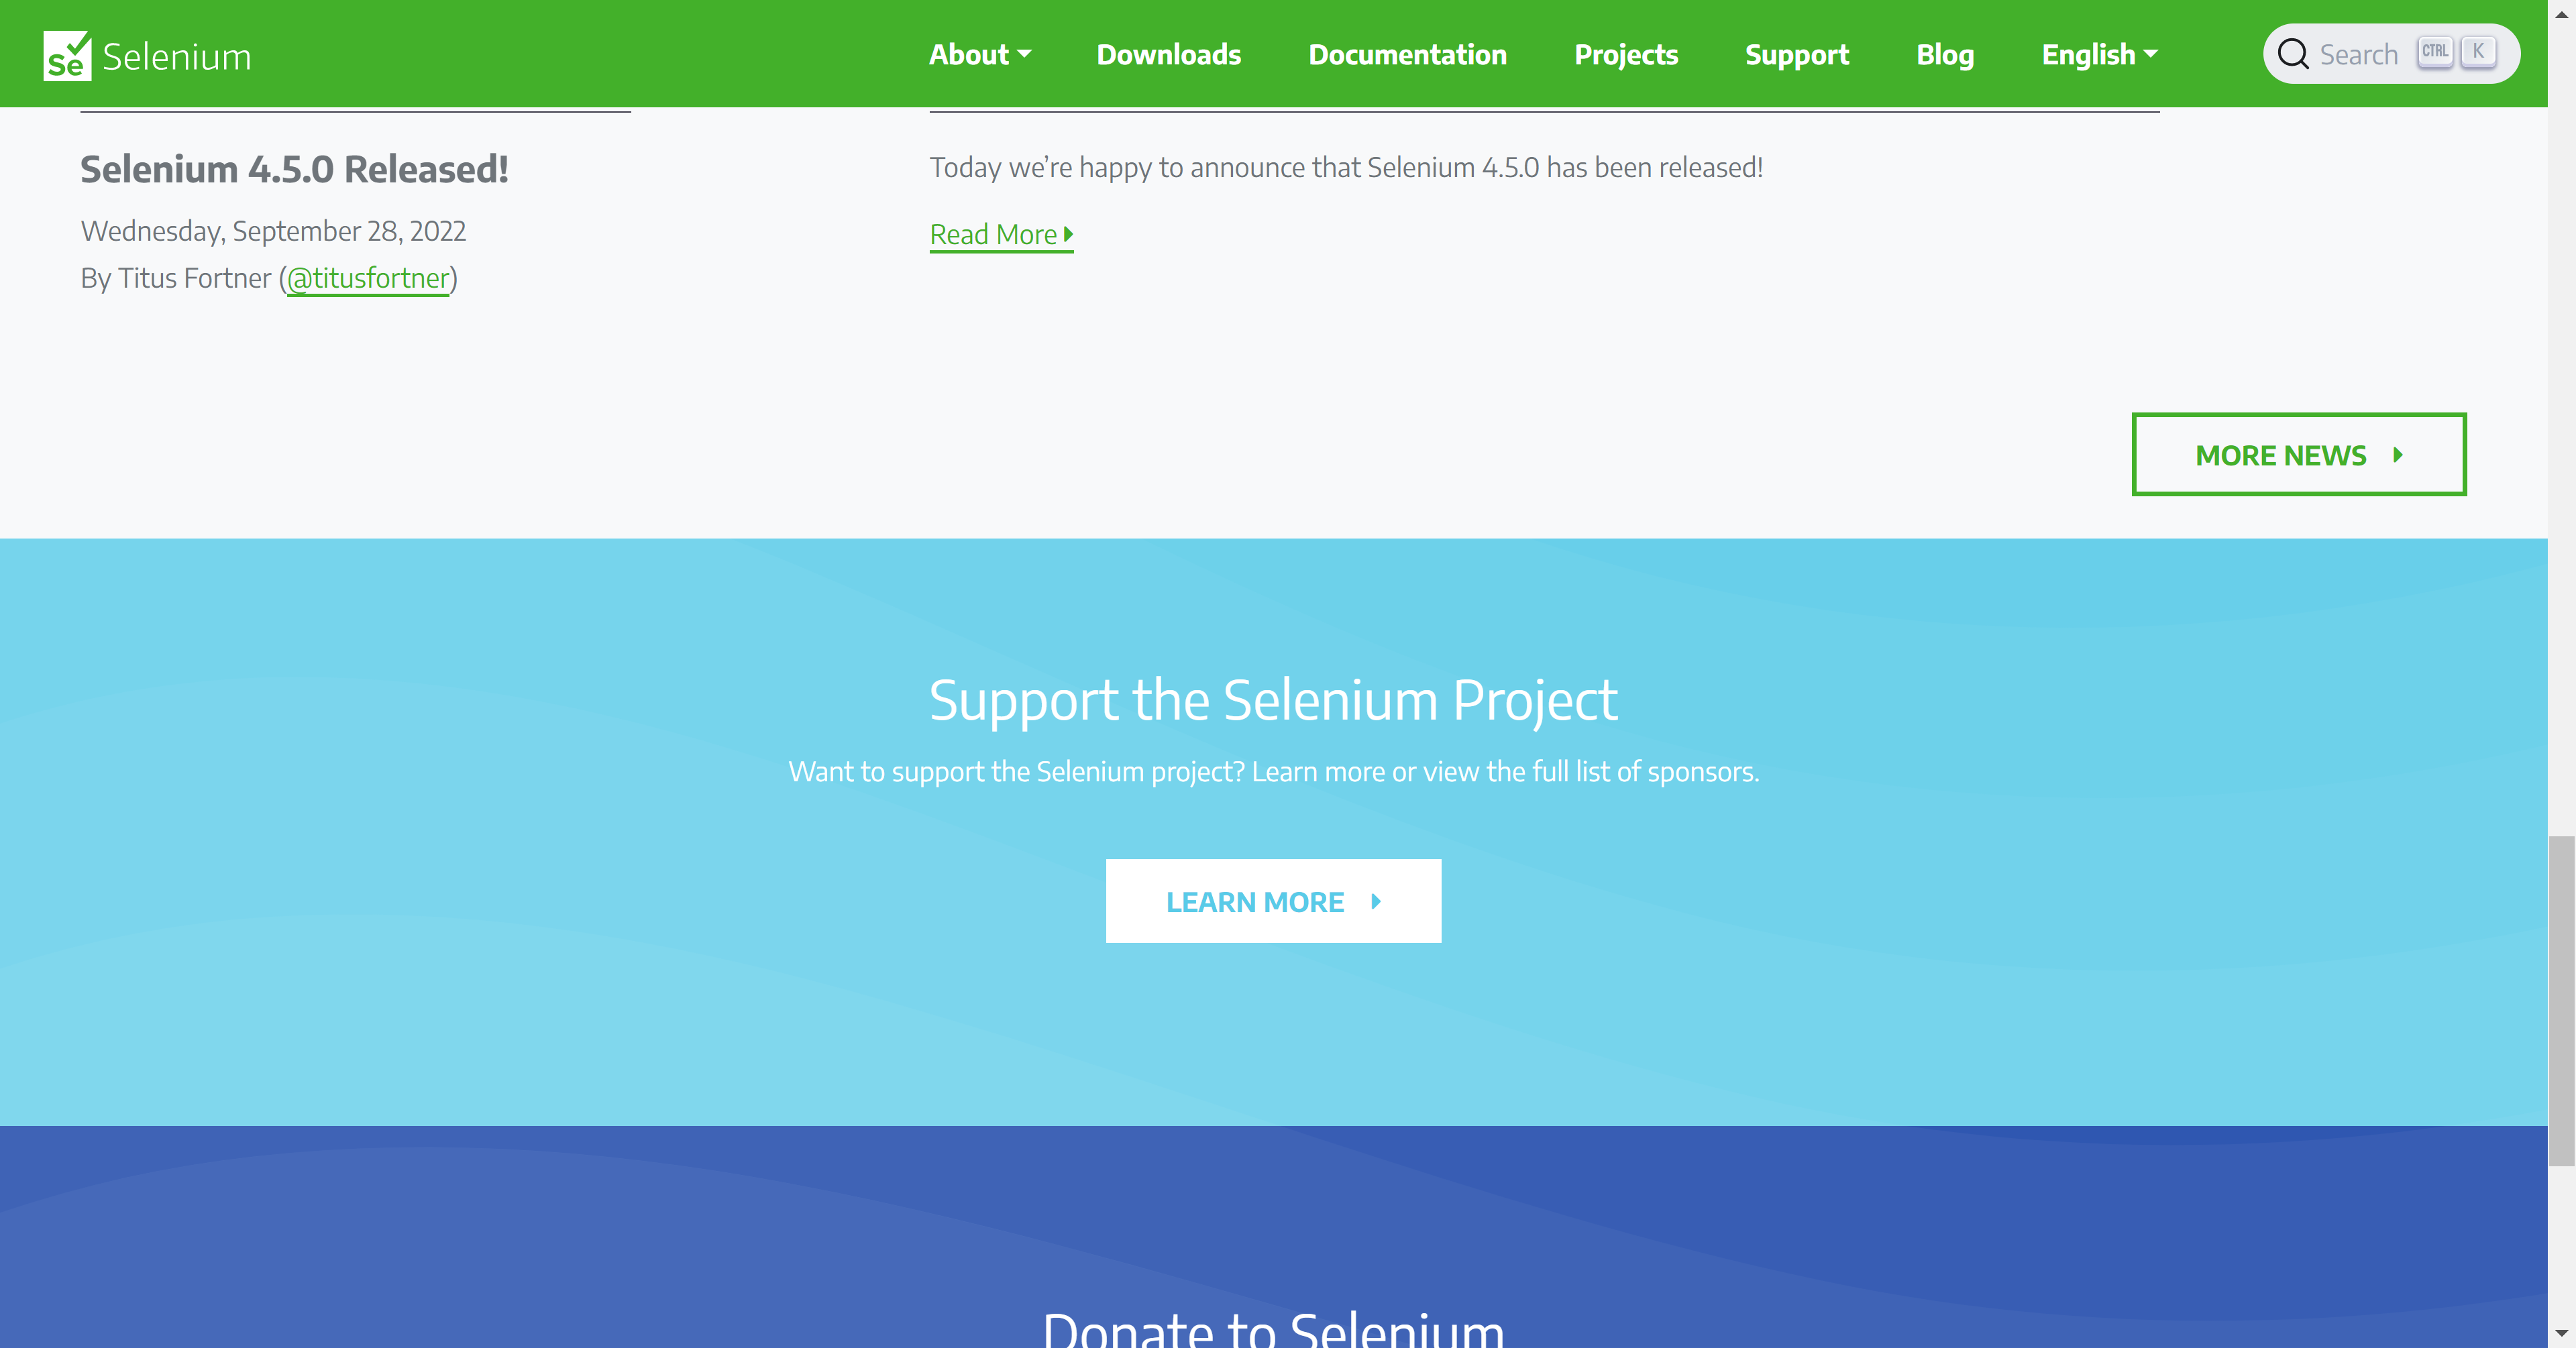 Se Selenium
About
Downloads
Documentation
Projects
Support
Blog
English
Search CTRL K
Selenium 4.5.0 Released!
Wednesday, September 28, 2022
By Titus Fortner (@titusfortner)
Today we’re happy to announce that Selenium 4.5.0 has been released!
Read More
MORE NEWS
Support the Selenium Project
Want to support the Selenium project? Learn more or view the full list of sponsors.
LEARN MORE
Donate to Selenium